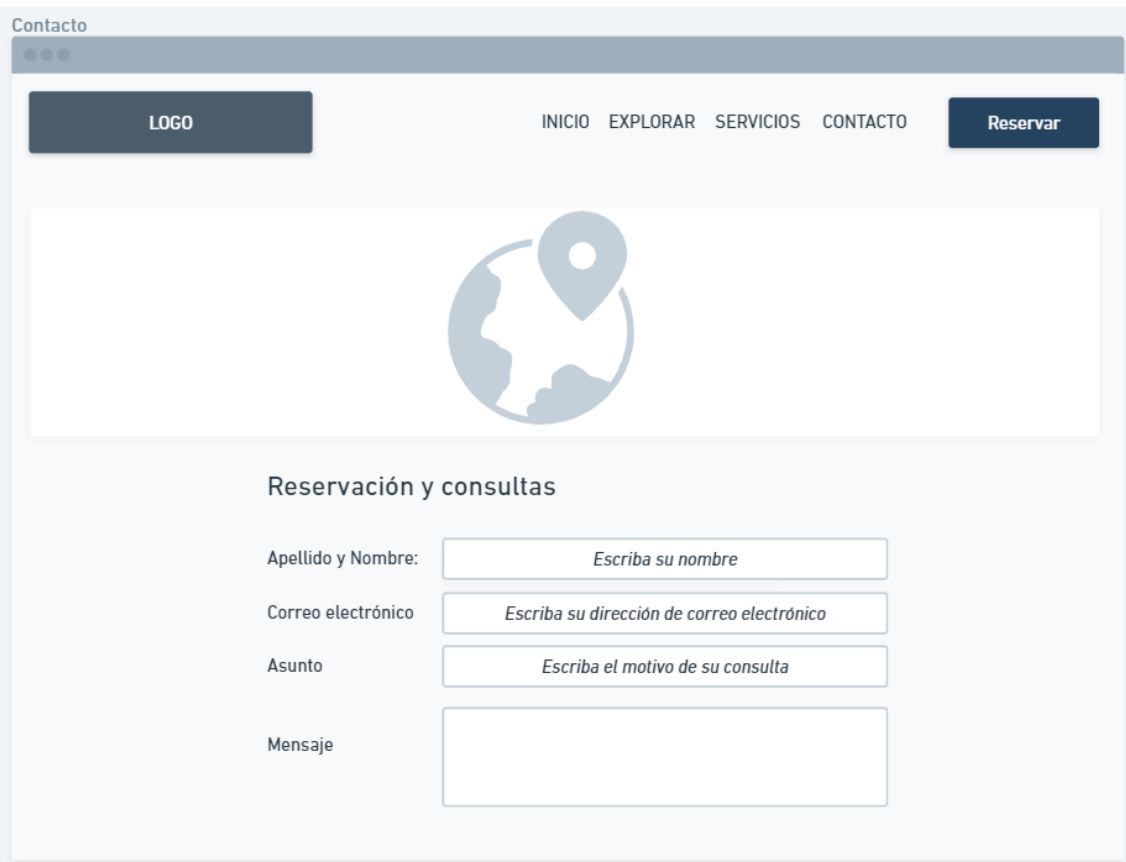 Contacto
LOGO
INICIO EXPLORAR SERVICIOS CONTACTO Reservar
Reservación y consultas
Apellido y Nombre: Escriba su nombre
Correo electrónico Escriba su dirección de correo electrónico
Asunto Escriba el motivo de su consulta
Mensaje